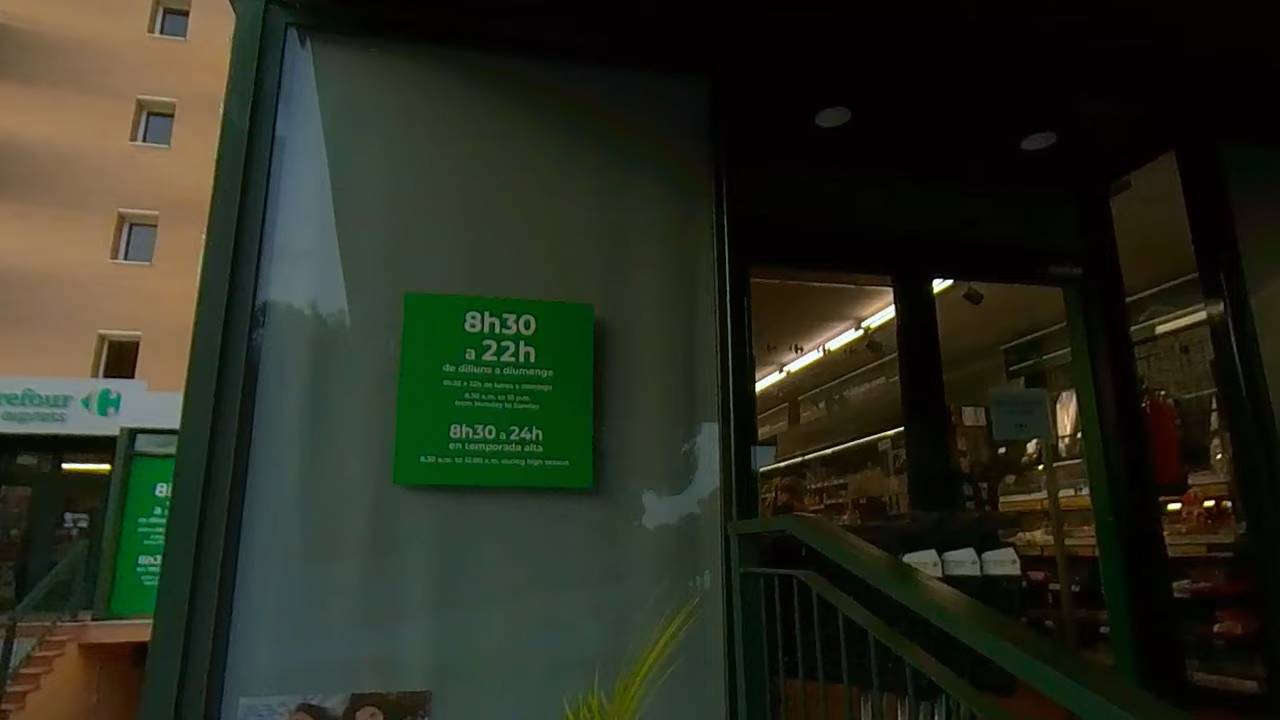 8h30
a 22h
de dilluns a diumenge
8h30 a 22h de lunes a domingo
8.30 a.m. to 10 p.m.
from Monday to Sunday
8h30 a 24h
en temporada alta
8.30 a.m. to 12.00 a.m. during high season
refour
express